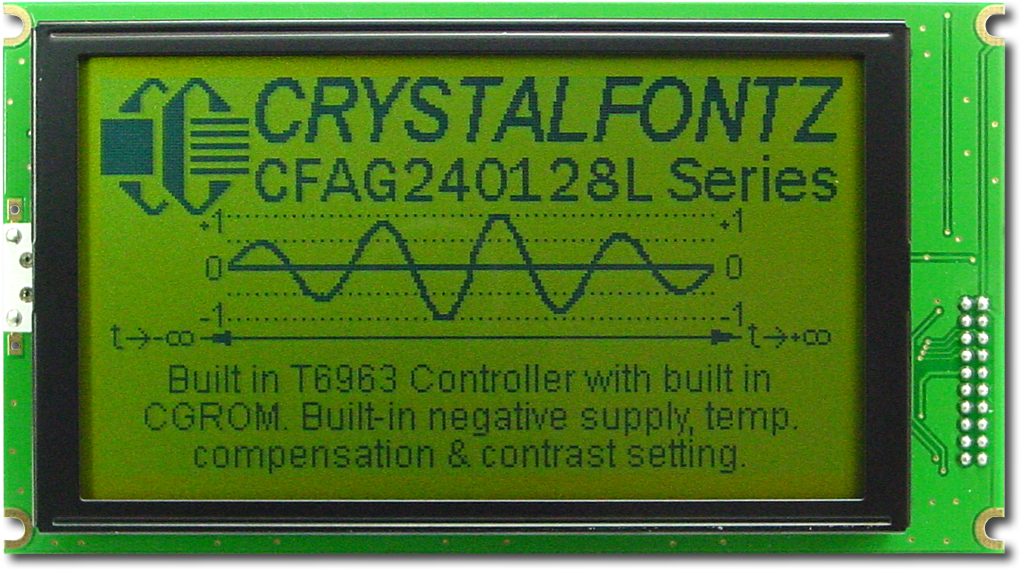 CRYSTALFONTZ
CFAG240128L Series
+1 +1
0 0
-1 -1
t→-∞ t→+∞
Built in T6963 Controller with built in
CGROM. Built-in negative supply, temp.
compensation & contrast setting.